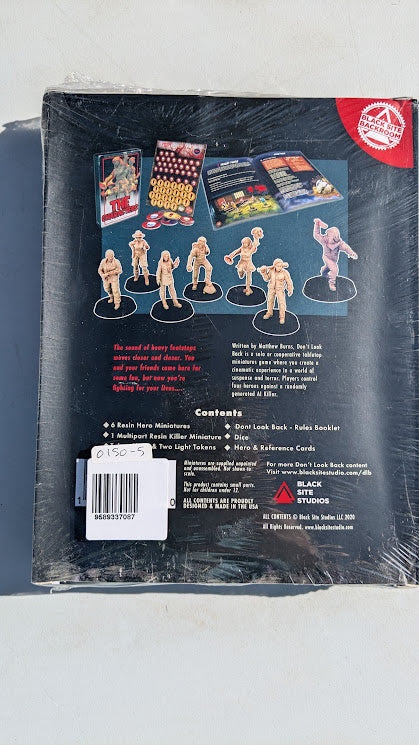 BLACK SITE
BACKROOM
THE
The sound of heavy footsteps
moves closer and closer. You
and your friends came here for
some fun, but now you're
fighting for your lives...
Written by Matthew Burns, Don't Look
Back is a solo or cooperative tabletop
miniatures game where you create a
cinematic experience in a world of
suspense and terror. Players control
four heroes against a randomly
generated AI Killer.
Contents
6 Resin Hero Miniatures
1 Multipart Resin Killer Miniature
& Two Light Tokens
Dont Look Back - Rules Booklet
Dice
Hero & Reference Cards
0150-5
9589337087
Miniatures are supplied unpainted
and unassembled. Not shown to
scale.
This product contains small parts.
Not for children under 12.
ALL CONTENTS ARE PROUDLY
DESIGNED & MADE IN THE USA
For more Don't Look Back content
Visit www.blacksitestudio.com/dlb
BLACK
SITE
STUDIOS
ALL CONTENTS © Black Site Studios LLC 2020
All Rights Reserved. www.blacksitestudio.com